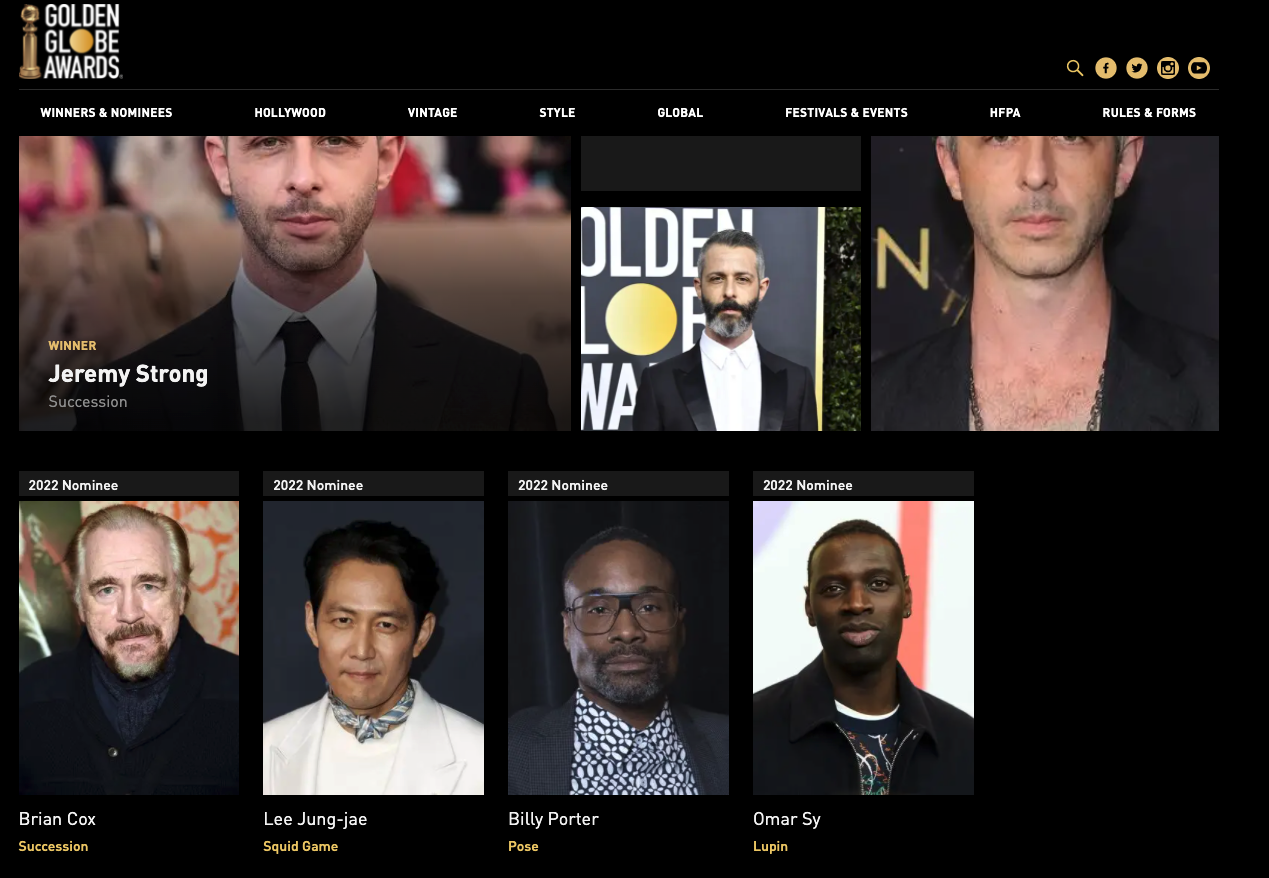 GOLDEN
GLOBE
AWARDS
WINNERS & NOMINEES
HOLLYWOOD
VINTAGE
STYLE
GLOBAL
FESTIVALS & EVENTS
HFPA
RULES & FORMS
WINNER
Jeremy Strong
Succession
OLDEN
LOBE
WA
N
2022 Nominee
2022 Nominee
2022 Nominee
2022 Nominee
Brian Cox
Lee Jung-jae
Billy Porter
Omar Sy
Succession
Squid Game
Pose
Lupin